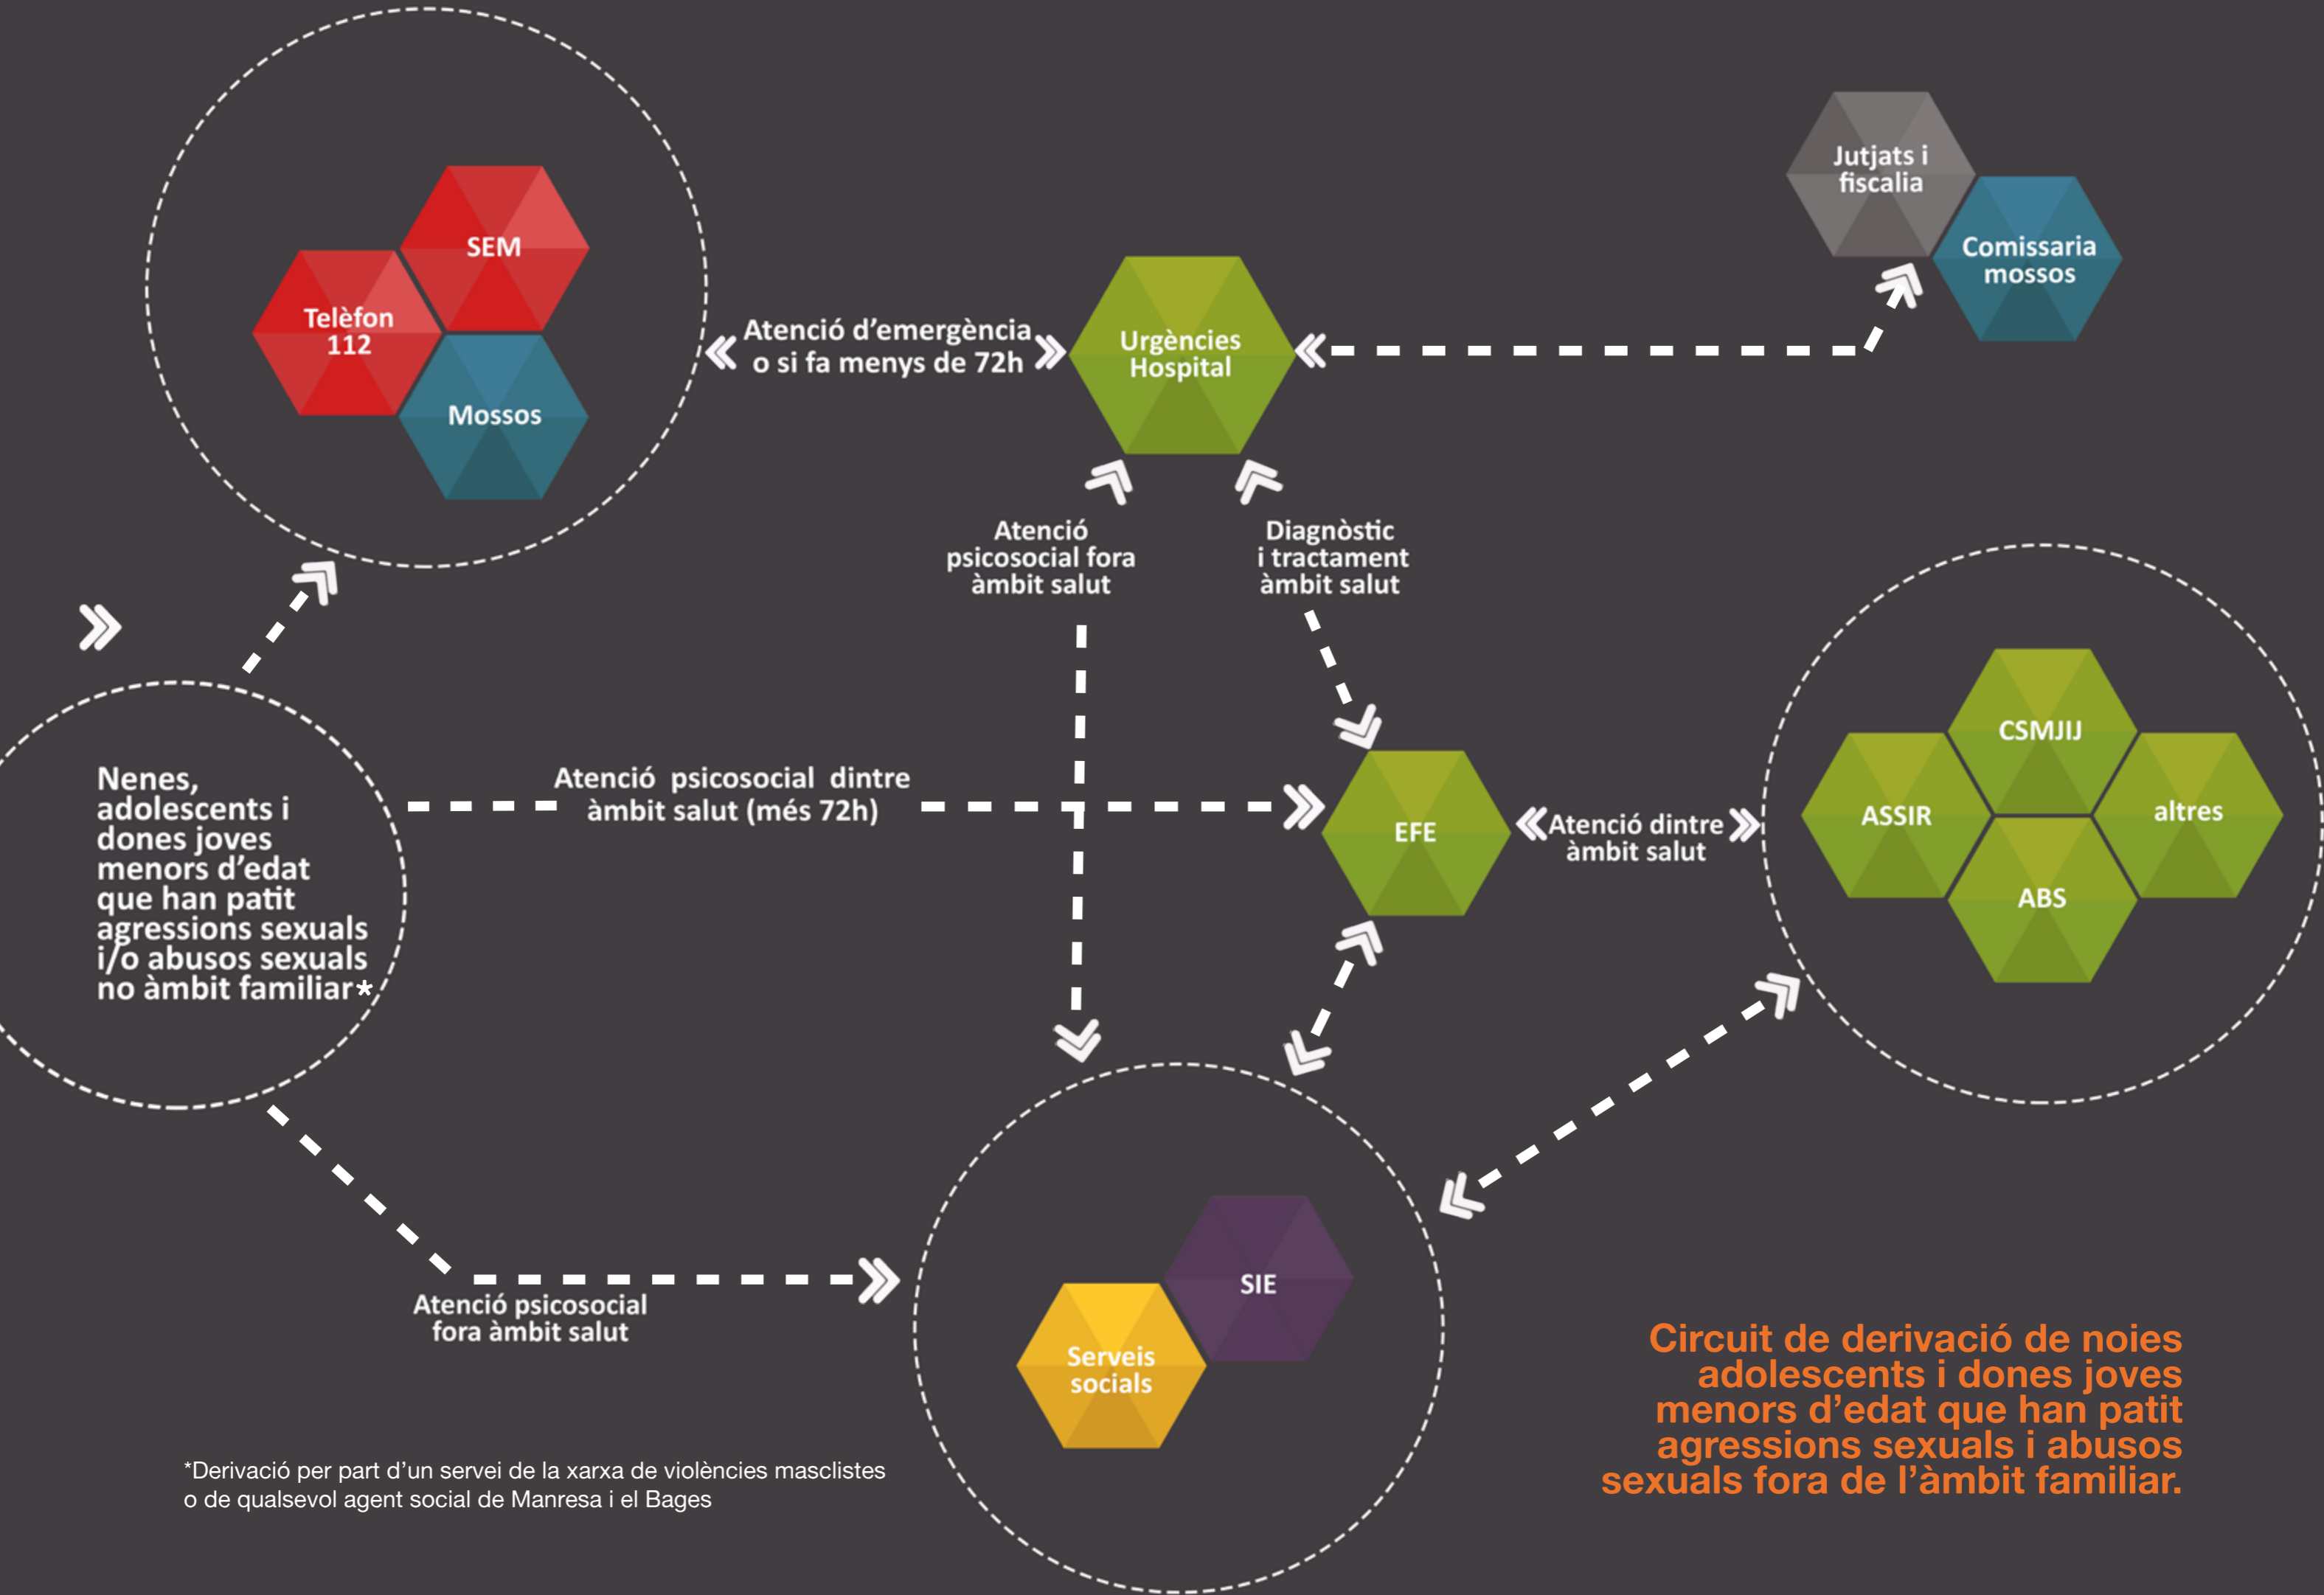 SEM
Telèfon
112
Mossos
Atenció d’emergència
o si fa menys de 72h
Urgències
Hospital
Jutjats i
fiscalia
Comissaria
mossos
Atenció
psicosocial fora
àmbit salut
Diagnòstic
i tractament
àmbit salut
Nenes,
adolescents i
dones joves
menors d’edat
que han patit
agressions sexuals
i/o abusos sexuals
no àmbit familiar*
Atenció psicosocial dintre
àmbit salut (més 72h)
EFE
Atenció dintre
àmbit salut
CSMJIJ
ASSIR
altres
ABS
Atenció psicosocial
fora àmbit salut
SIE
Serveis
socials
Circuit de derivació de noies
adolescents i dones joves
menors d’edat que han patit
agressions sexuals i abusos
sexuals fora de l’àmbit familiar.
*Derivació per part d’un servei de la xarxa de violències masclistes
o de qualsevol agent social de Manresa i el Bages